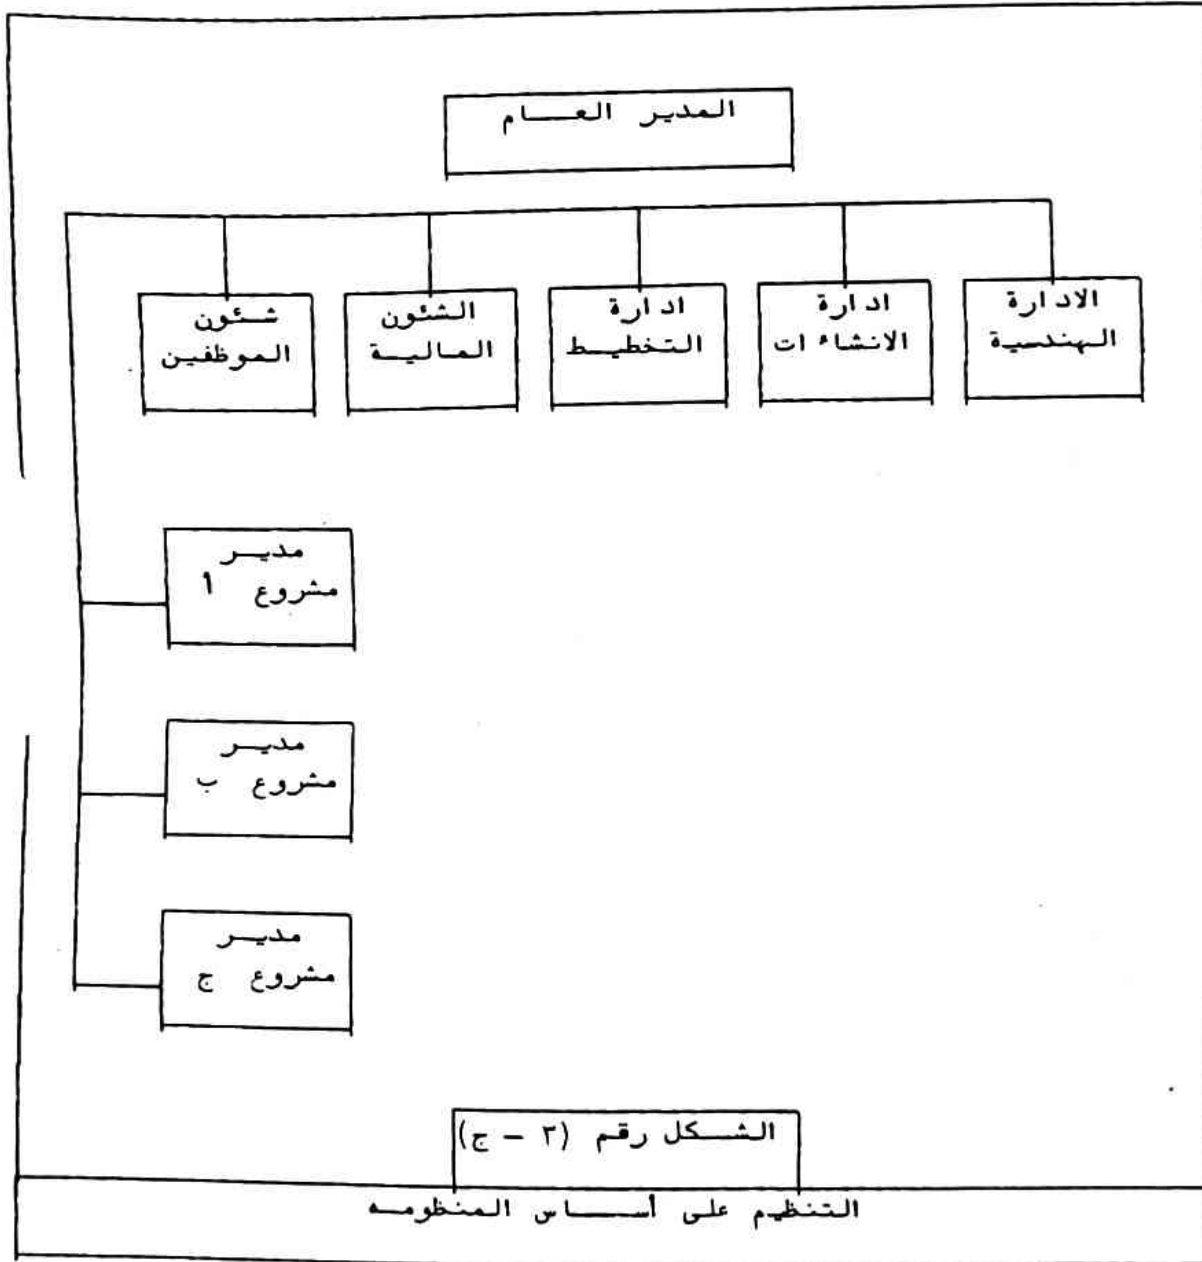 المدير العام
الادارة
الهندسية
ادارة
الانشاءات
ادارة
التخطيط
الشئون
المالية
شئون
الموظفين
مدير
مشروع أ
مدير
مشروع ب
مدير
مشروع ج
الشكل رقم (٢ - ج)
التنظيم على أساس المنظومه